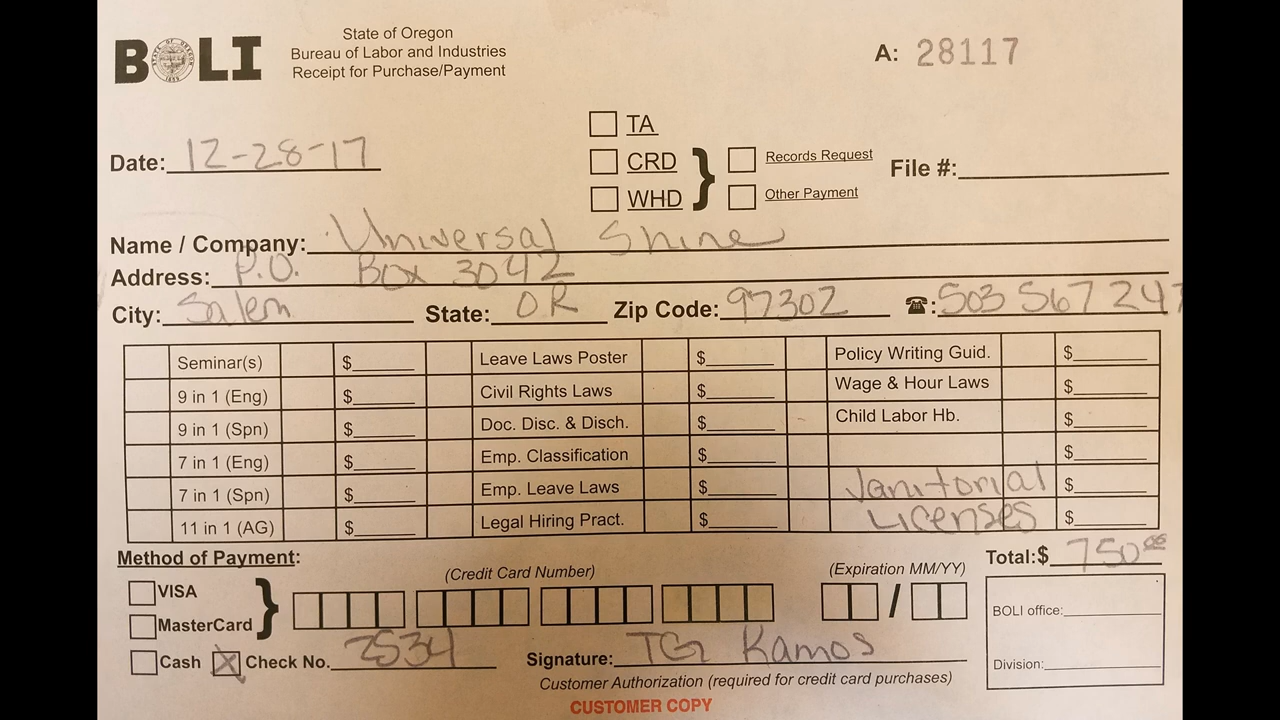 BOLI
State of Oregon
Bureau of Labor and Industries
Receipt for Purchase/Payment
A: 28117
Date: 12-28-17
TA
CRD
WHD
Records Request
Other Payment
File #:
Name / Company: Universal Shine
Address: P.O. Box 3042
City: Salem State: OR Zip Code: 97302 ☎: 503 567 247
Seminar(s) $ Leave Laws Poster $ Policy Writing Guid. $
9 in 1 (Eng) $ Civil Rights Laws $ Wage & Hour Laws $
9 in 1 (Spn) $ Doc. Disc. & Disch. $ Child Labor Hb. $
7 in 1 (Eng) $ Emp. Classification $ $
7 in 1 (Spn) $ Emp. Leave Laws $ Janitorial $
11 in 1 (AG) $ Legal Hiring Pract. $ Licenses $
Method of Payment: Total:$ 750
(Credit Card Number) (Expiration MM/YY)
VISA
MasterCard
/
BOLI office:
Cash X Check No. 2534 Signature: Ramos
Division:
Customer Authorization (required for credit card purchases)
CUSTOMER COPY